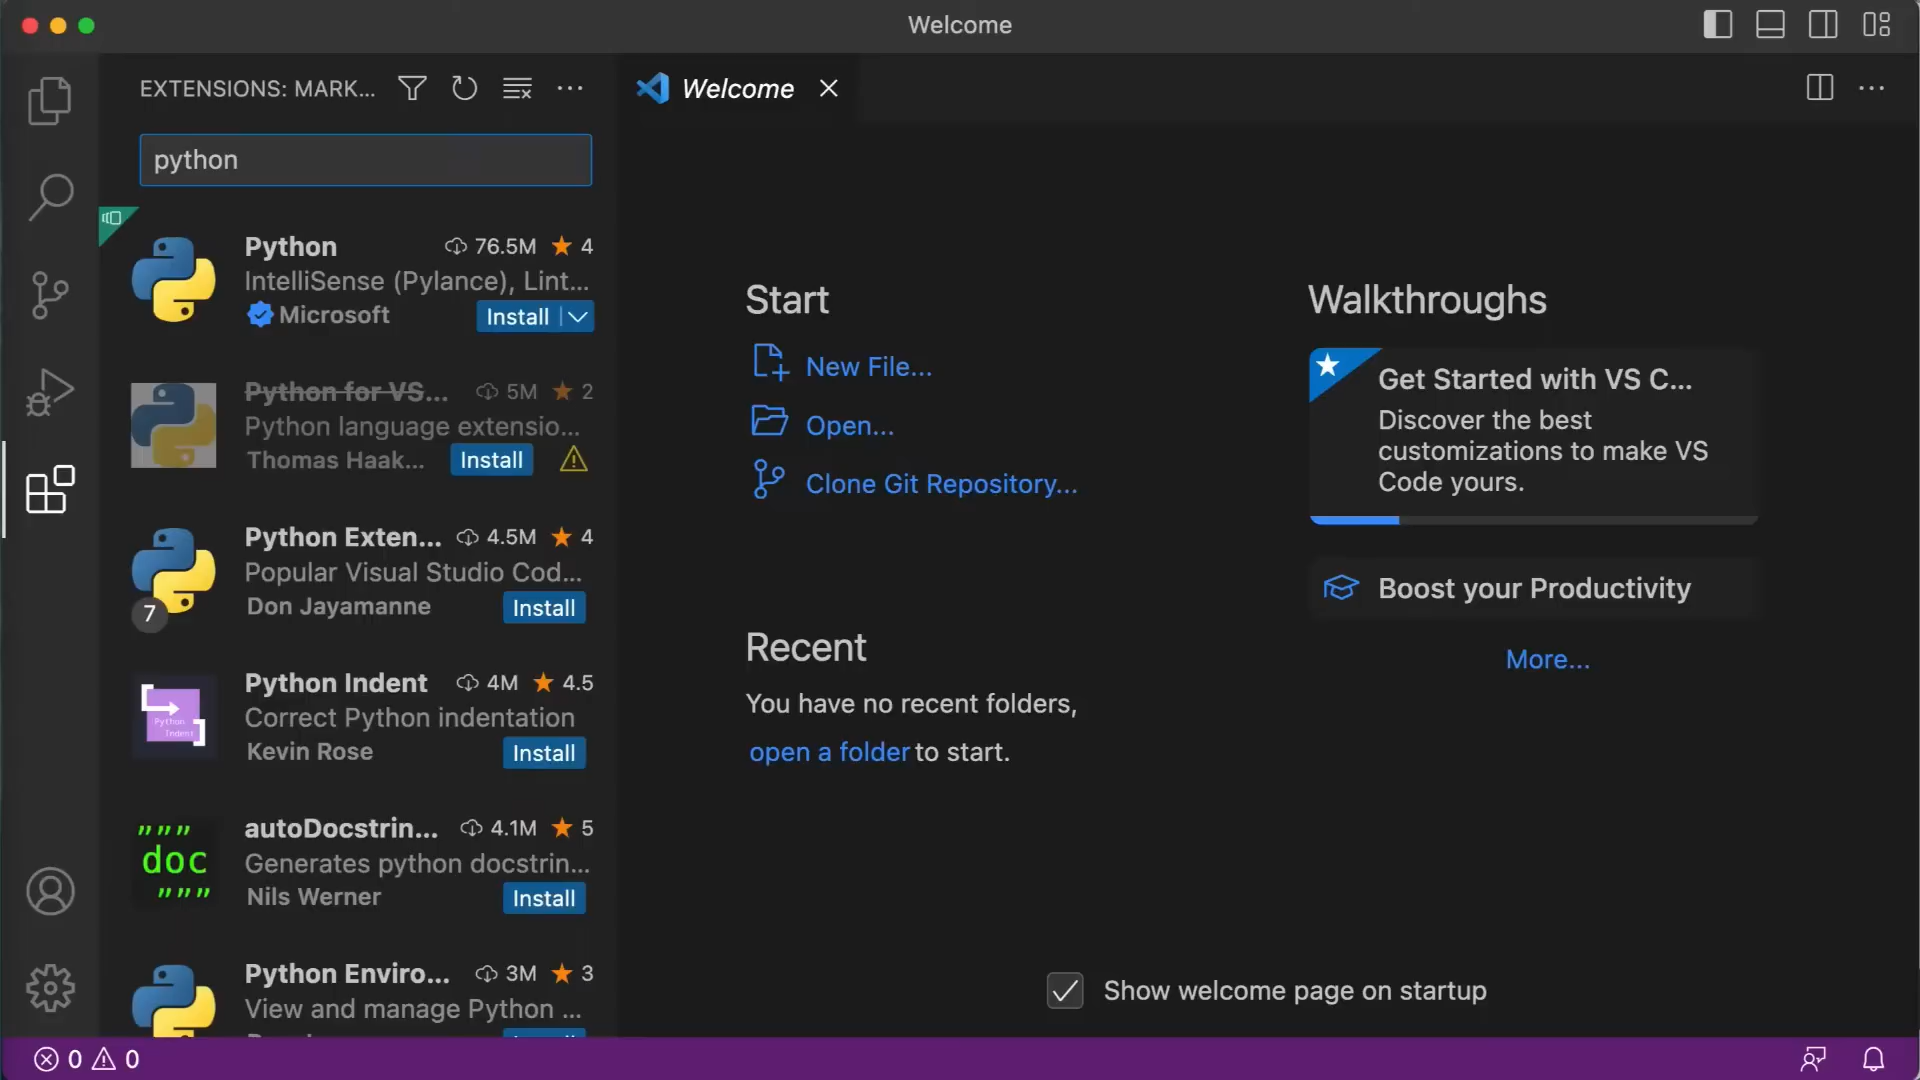 Welcome
EXTENSIONS: MARK...
Welcome
python
Python 76.5M 4
IntelliSense (Pylance), Lint...
Microsoft Install
Python for VS... 5M 2
Python language extensio...
Thomas Haak... Install
Python Exten... 4.5M 4
Popular Visual Studio Cod...
Don Jayamanne Install
7
Python Indent 4M 4.5
Correct Python indentation
Kevin Rose Install
Python
Indent
autoDocstrin... 4.1M 5
Generates python docstrin...
Nils Werner Install
"""
doc
"""
Python Enviro... 3M 3
View and manage Python ...
Start
New File...
Open...
Clone Git Repository...
Recent
You have no recent folders,
open a folder to start.
Walkthroughs
Get Started with VS C...
Discover the best
customizations to make VS
Code yours.
Boost your Productivity
More...
Show welcome page on startup
0 0